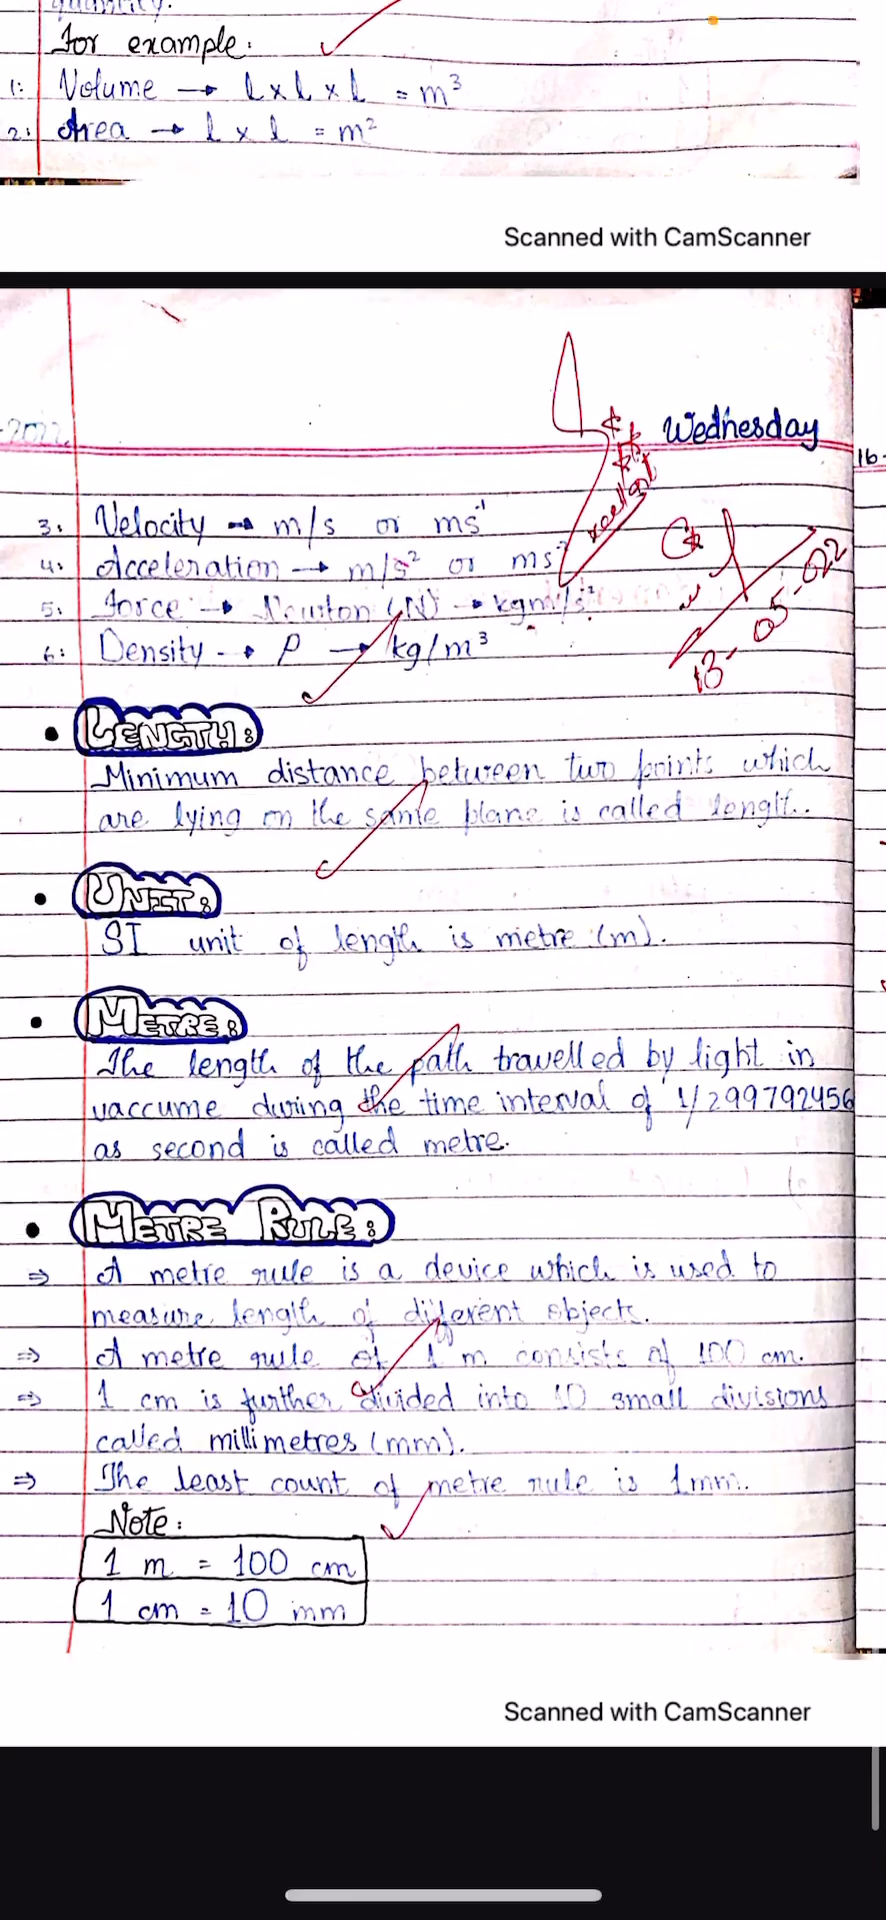 For example:
1: Volume → l x l x l = m³
2: Area → l x l = m²
Scanned with CamScanner
-2022
Wednesday
16-
3. Velocity → m/s or ms⁻¹
4. Acceleration → m/s² or ms⁻²
5. Force → Newton (N) → kgm/s²
6. Density → ρ → kg/m³
18-05-022
• LENGTH:
Minimum distance between two points which
are lying on the same plane is called length.
• UNIT:
SI unit of length is metre (m).
• METRE:
The length of the path travelled by light in
vaccume during the time interval of 1/299792456
as second is called metre.
• METRE RULE:
⇒ A metre rule is a device which is used to
measure length of different objects.
⇒ A metre rule of 1 m consists of 100 cm.
⇒ 1 cm is further divided into 10 small divisions
called millimetres (mm).
⇒ The least count of metre rule is 1mm.
Note:
1 m = 100 cm
1 cm = 10 mm
Scanned with CamScanner